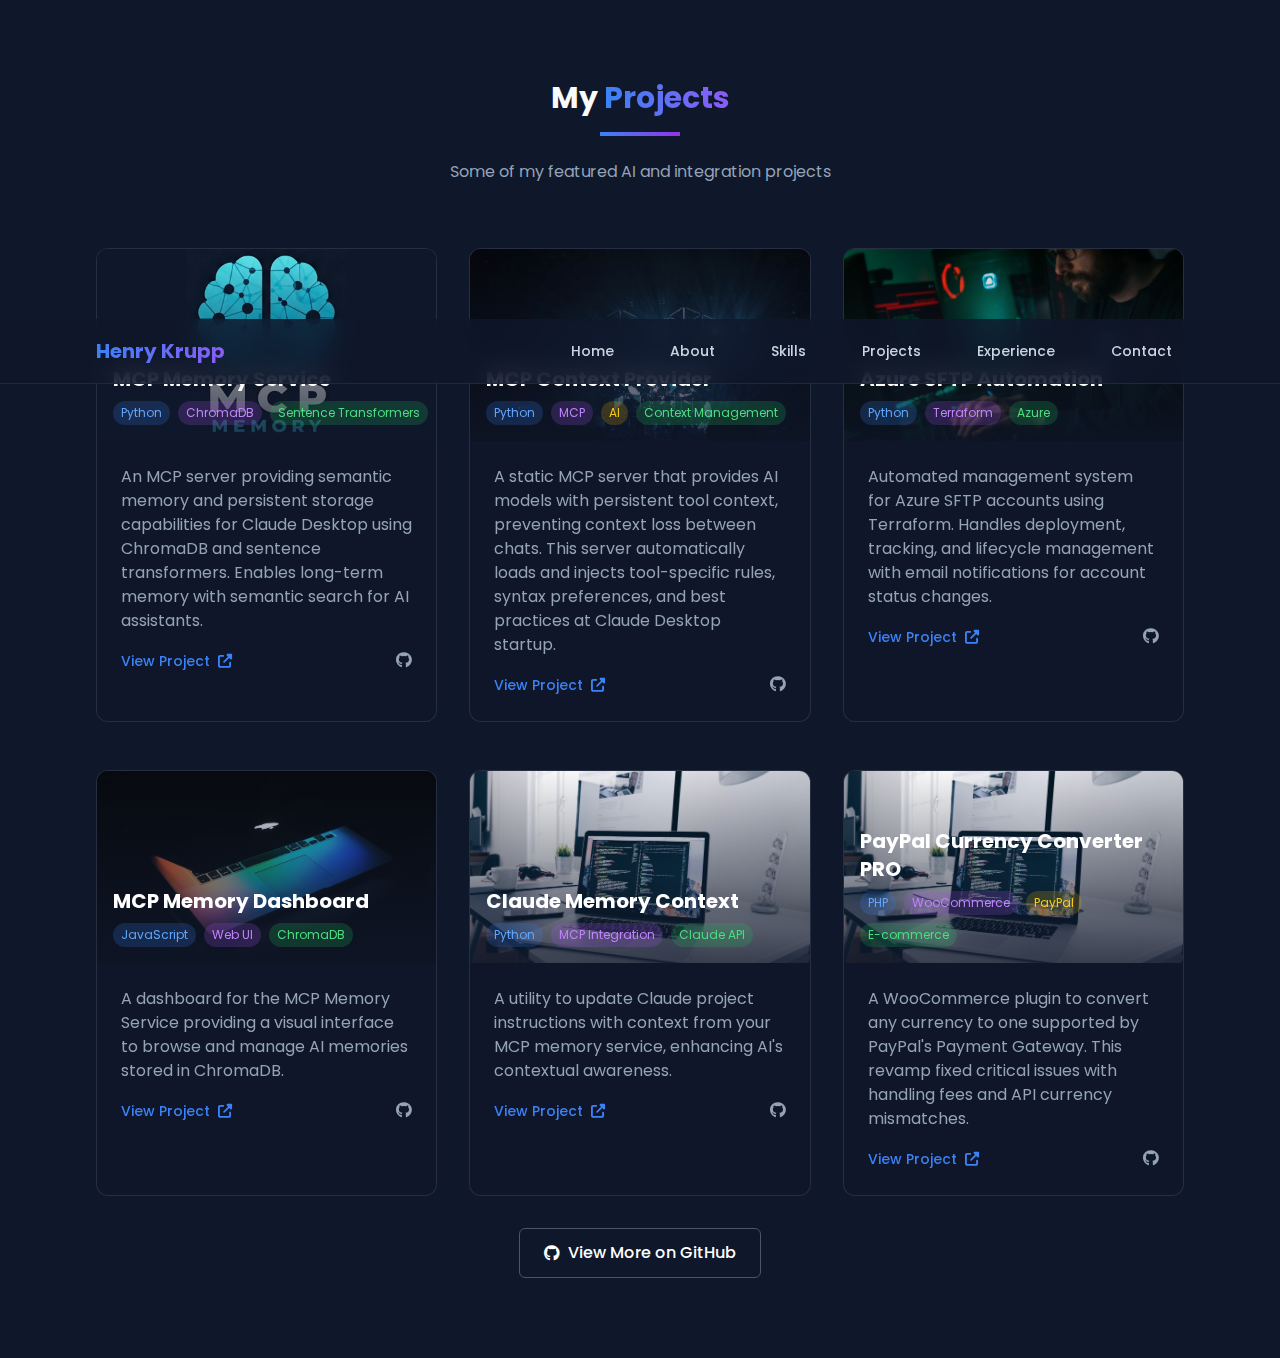 My Projects
Some of my featured AI and integration projects
Henry Krupp
Home
About
Skills
Projects
Experience
Contact
MCP Memory Service
MCP
MEMORY
Python
ChromaDB
Sentence Transformers
An MCP server providing semantic
memory and persistent storage
capabilities for Claude Desktop using
ChromaDB and sentence
transformers. Enables long-term
memory with semantic search for AI
assistants.
View Project
MCP Context Provider
Python
MCP
AI
Context Management
A static MCP server that provides AI
models with persistent tool context,
preventing context loss between
chats. This server automatically
loads and injects tool-specific rules,
syntax preferences, and best
practices at Claude Desktop
startup.
View Project
Azure SFTP Automation
Python
Terraform
Azure
Automated management system
for Azure SFTP accounts using
Terraform. Handles deployment,
tracking, and lifecycle management
with email notifications for account
status changes.
View Project
MCP Memory Dashboard
JavaScript
Web UI
ChromaDB
A dashboard for the MCP Memory
Service providing a visual interface
to browse and manage AI memories
stored in ChromaDB.
View Project
Claude Memory Context
Python
MCP Integration
Claude API
A utility to update Claude project
instructions with context from your
MCP memory service, enhancing AI's
contextual awareness.
View Project
PayPal Currency Converter
PRO
PHP
WooCommerce
PayPal
E-commerce
A WooCommerce plugin to convert
any currency to one supported by
PayPal's Payment Gateway. This
revamp fixed critical issues with
handling fees and API currency
mismatches.
View Project
View More on GitHub